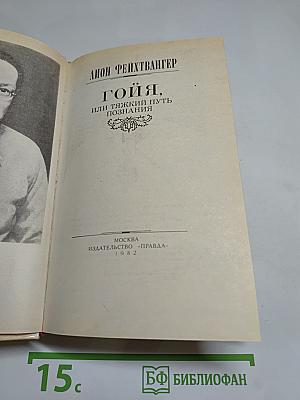 ЛИОН ФЕЙХТВАНГЕР
ГОЙЯ,
ИЛИ ТЯЖКИЙ ПУТЬ
ПОЗНАНИЯ
МОСКВА
ИЗДАТЕЛЬСТВО «ПРАВДА»
1982
15с
БФ БИБЛИОФАН